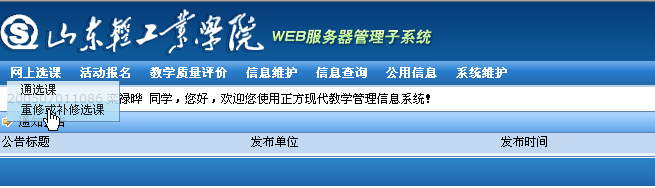 山东轻工业学院 WEB服务器管理子系统
网上选课 活动报名 教学质量评价 信息维护 信息查询 公用信息 系统维护
通选课
同学，您好，欢迎您使用正方现代教学管理信息系统！
重修或补修选课
公告标题 发布单位 发布时间